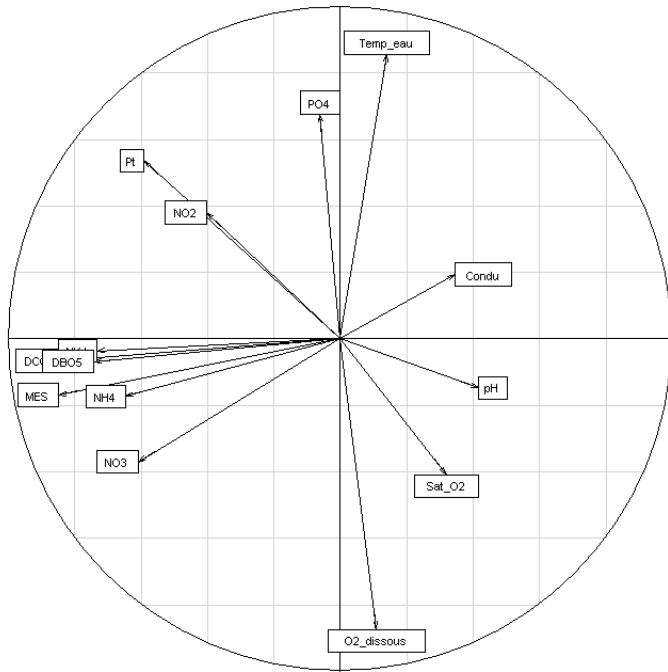 Temp_eau
PO4
Pt
NO2
Condu
DBO5
pH
MES
NH4
NO3
Sat_O2
O2_dissous